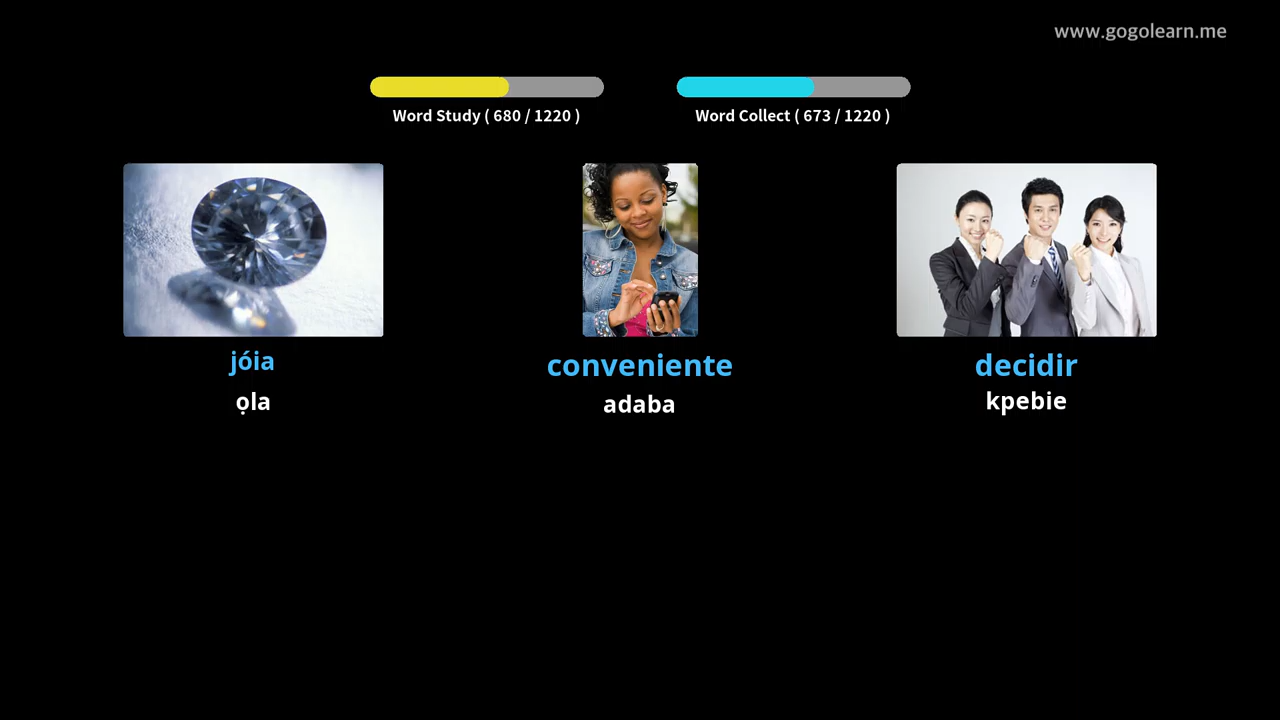 www.gogolearn.me
Word Study ( 680 / 1220 )
Word Collect ( 673 / 1220 )
jóia
conveniente
decidir
ọla
adaba
kpebie